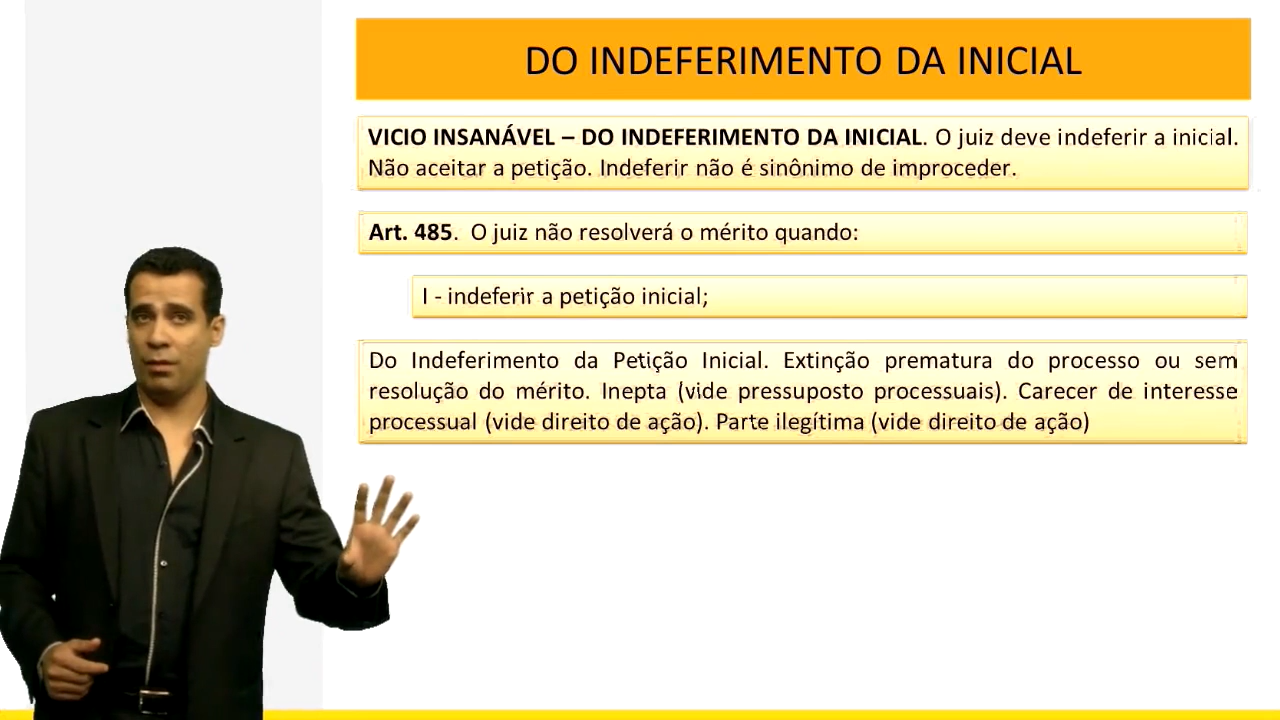 DO INDEFERIMENTO DA INICIAL
VICIO INSANÁVEL – DO INDEFERIMENTO DA INICIAL. O juiz deve indeferir a inicial.
Não aceitar a petição. Indeferir não é sinônimo de improceder.
Art. 485. O juiz não resolverá o mérito quando:
I - indeferir a petição inicial;
Do Indeferimento da Petição Inicial. Extinção prematura do processo ou sem
resolução do mérito. Inepta (vide pressuposto processuais). Carecer de interesse
processual (vide direito de ação). Parte ilegítima (vide direito de ação)